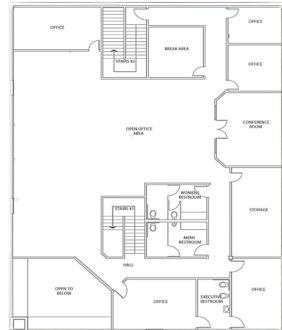 OFFICE
OFFICE
STAIRS #2
BREAK AREA
OFFICE
CONFERENCE
ROOM
OPEN OFFICE
AREA
WOMENS
RESTROOM
STAIRS #1
STORAGE
MENS
RESTROOM
HALL
OPEN TO
BELOW
OFFICE
EXECUTIVE
RESTROOM
OFFICE